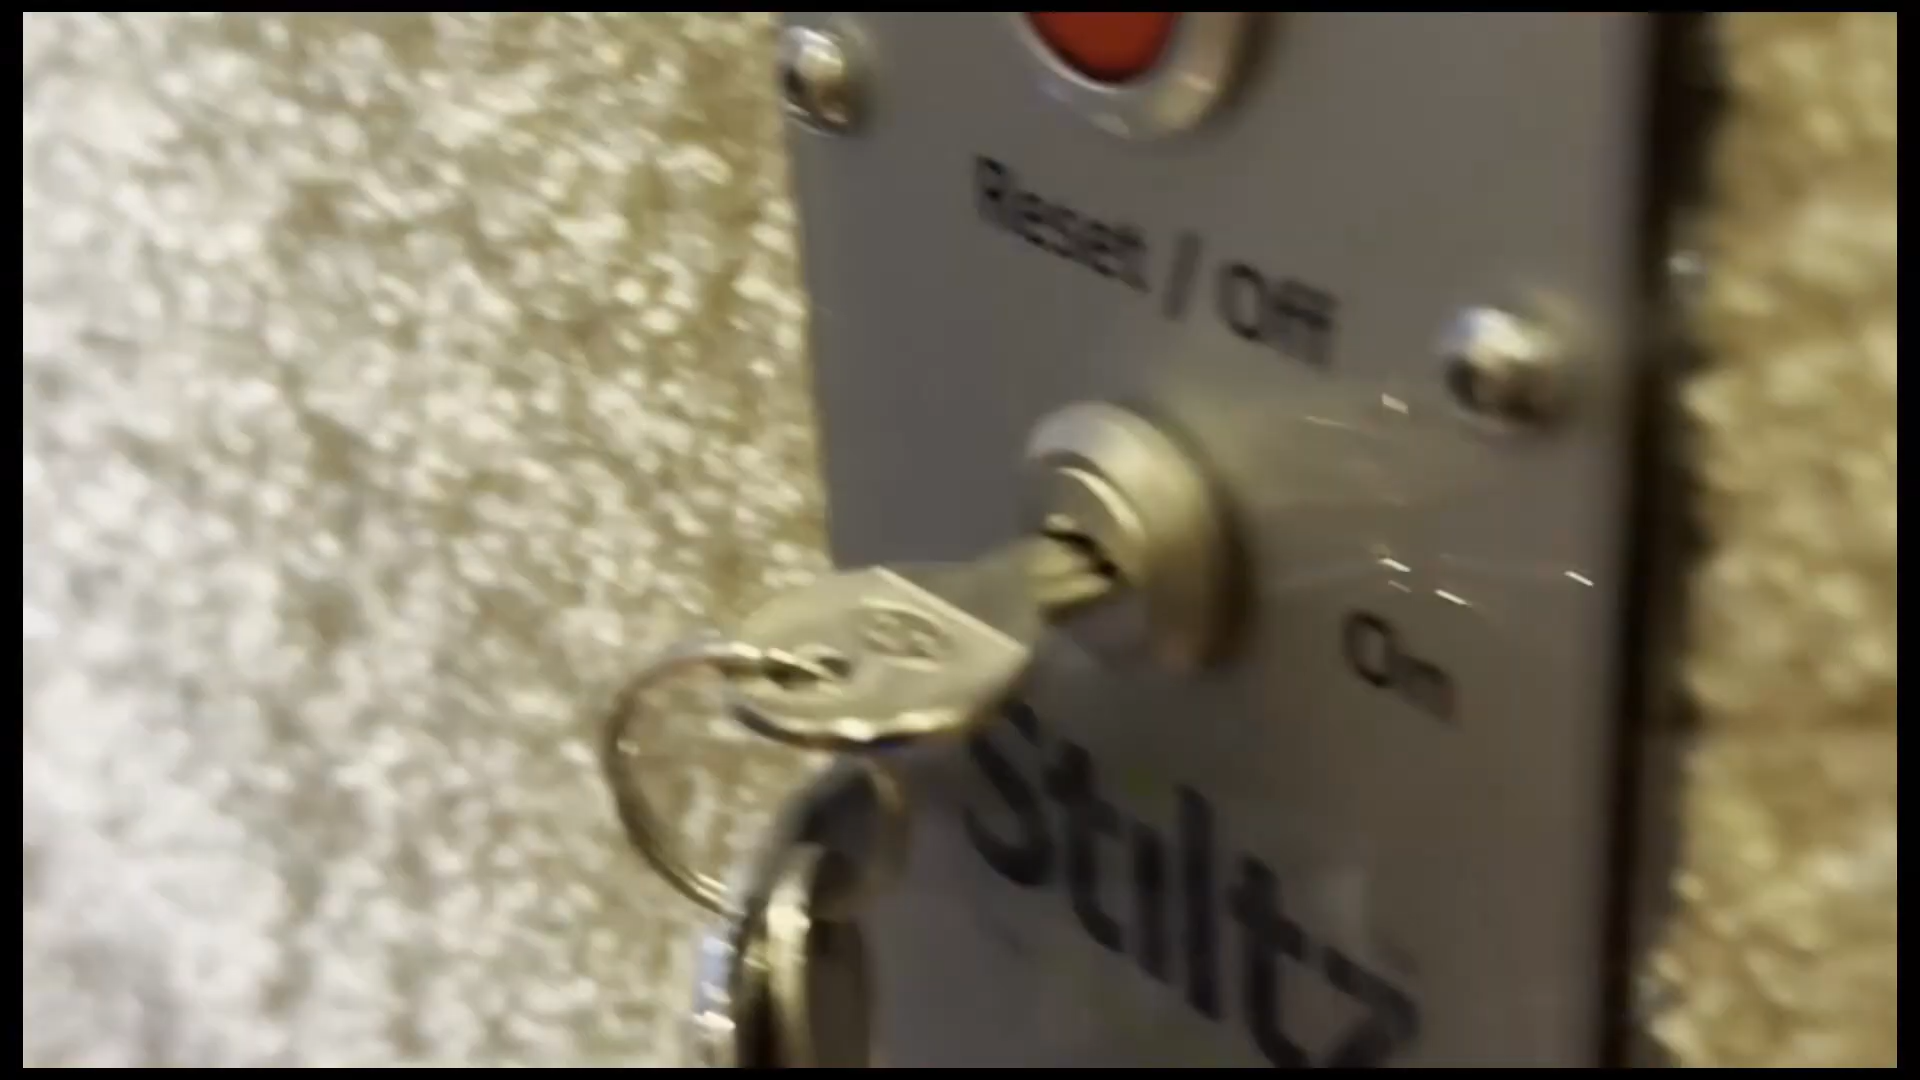 Reset / Off
On
Stiltz